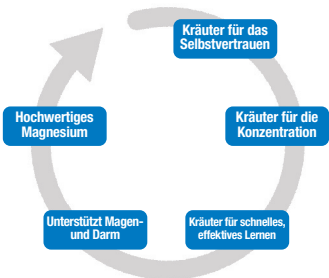 Kräuter für das
Selbstvertrauen
Kräuter für die
Konzentration
Kräuter für schnelles,
effektives Lernen
Unterstützt Magen-
und Darm
Hochwertiges
Magnesium